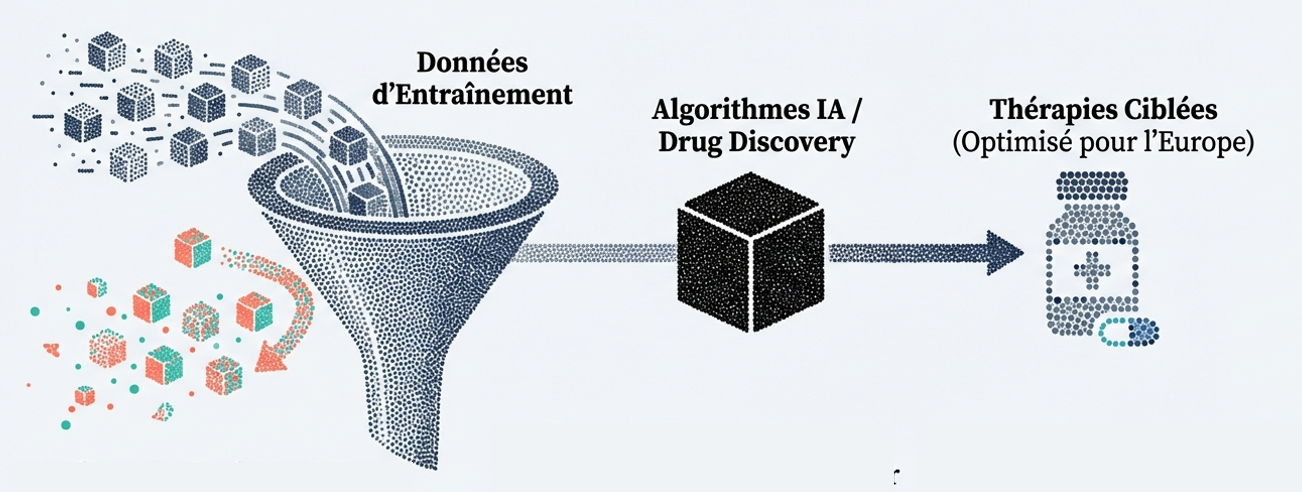 Données
d’Entraînement
Algorithmes IA /
Drug Discovery
Thérapies Ciblées
(Optimisé pour l’Europe)